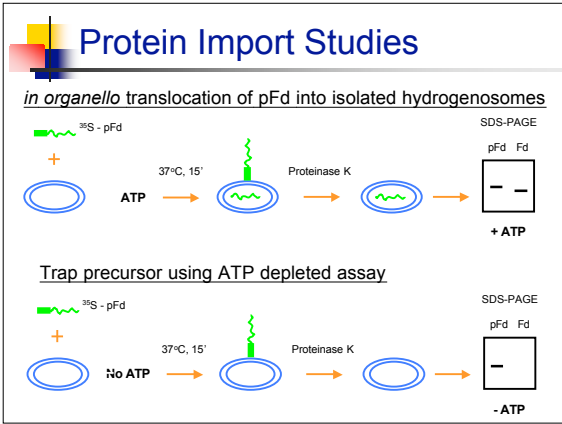 Protein Import Studies
in organello translocation of pFd into isolated hydrogenosomes
³⁵S - pFd
+
ATP
37ºC, 15’
Proteinase K
SDS-PAGE
pFd Fd
+ ATP
Trap precursor using ATP depleted assay
³⁵S - pFd
+
No ATP
37ºC, 15’
Proteinase K
SDS-PAGE
pFd Fd
- ATP